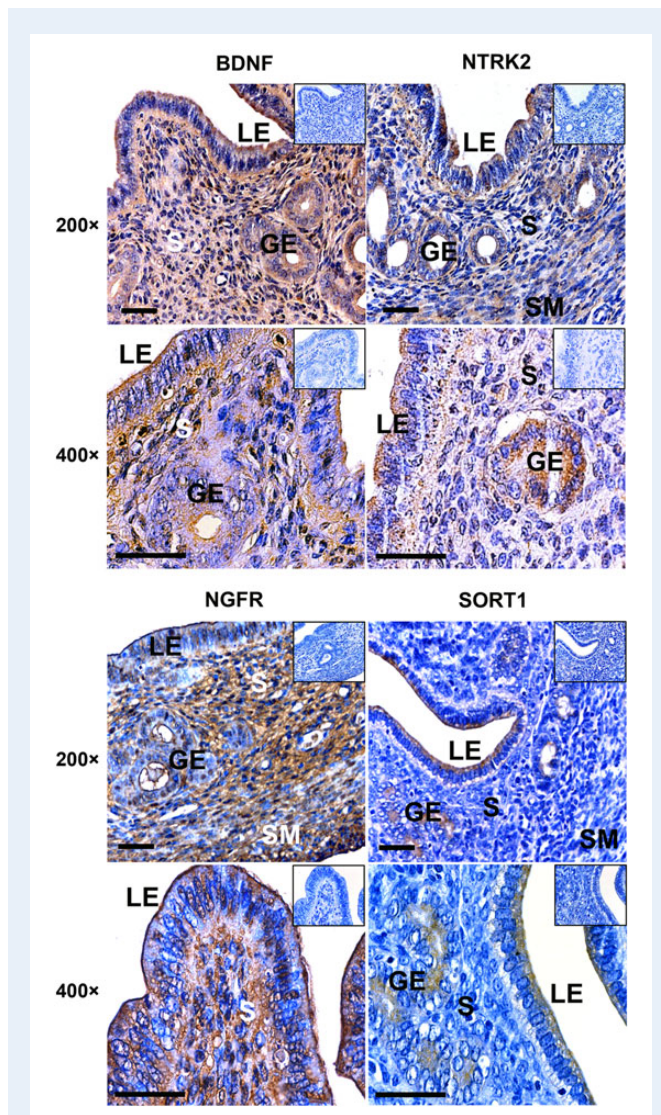 BDNF NTRK2
LE LE
200×
S GE S
GE
SM
LE
S S
LE
400×
GE GE
NGFR SORT1
LE
S
LE
200×
GE
GE S
SM SM
LE
GE
S
LE
400×
S